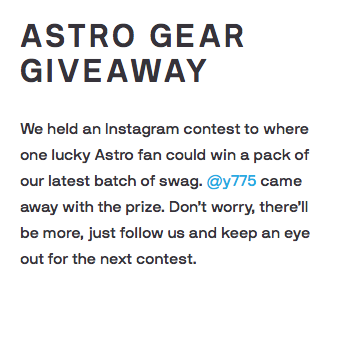 ASTRO GEAR
GIVEAWAY
We held an Instagram contest to where
one lucky Astro fan could win a pack of
our latest batch of swag. @y775 came
away with the prize. Don't worry, there'll
be more, just follow us and keep an eye
out for the next contest.